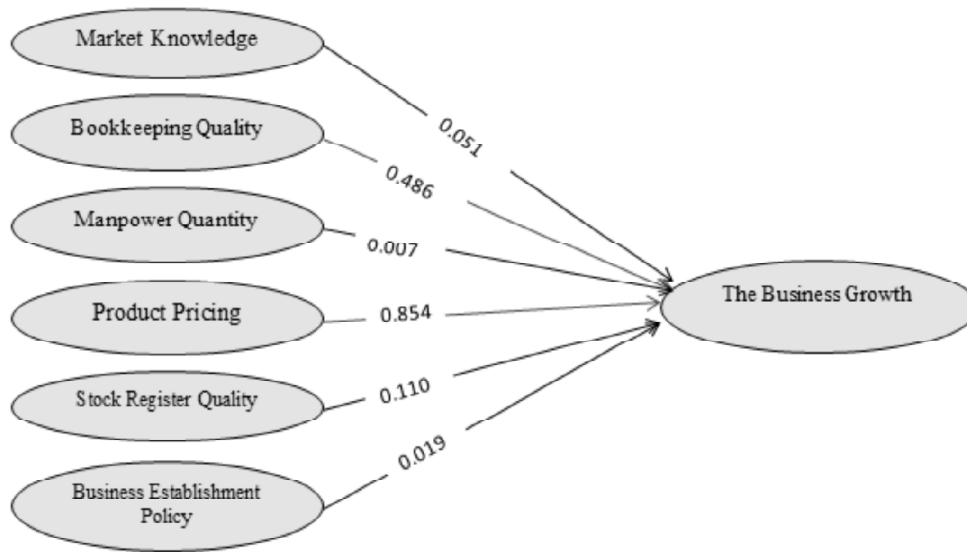 Market Knowledge
0.051
Bookkeeping Quality
0.486
Manpower Quantity
0.007
The Business Growth
Product Pricing
0.854
Stock Register Quality
0.110
Business Establishment
Policy
0.019